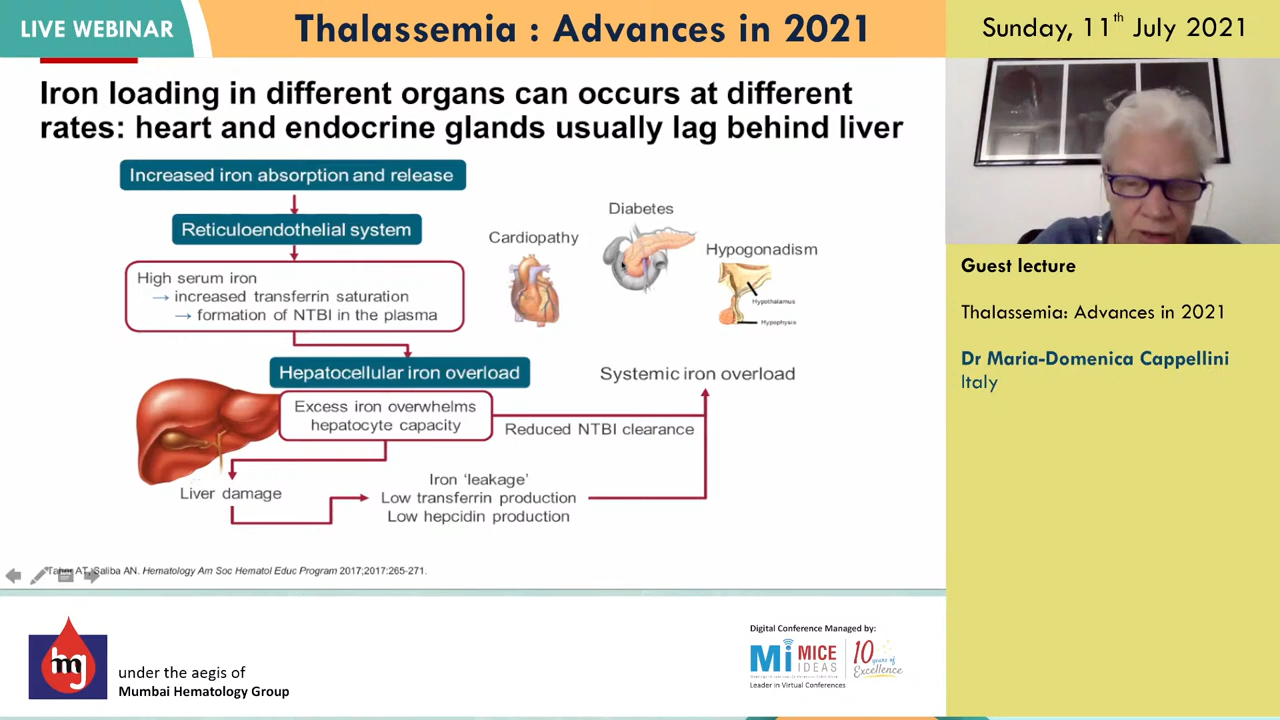 LIVE WEBINAR
Thalassemia : Advances in 2021
Sunday, 11th July 2021
Iron loading in different organs can occurs at different
rates: heart and endocrine glands usually lag behind liver
Increased iron absorption and release
Reticuloendothelial system
High serum iron
→ increased transferrin saturation
→ formation of NTBI in the plasma
Cardiopathy
Diabetes
Hypogonadism
Hypothalamus
Hypophysis
Hepatocellular iron overload
Excess iron overwhelms
hepatocyte capacity
Systemic iron overload
Reduced NTBI clearance
Liver damage
Iron ‘leakage’
Low transferrin production
Low hepcidin production
AT, Saliba AN. Hematology Am Soc Hematol Educ Program 2017;2017:265-271.
Guest lecture
Thalassemia: Advances in 2021
Dr Maria-Domenica Cappellini
Italy
under the aegis of
Mumbai Hematology Group
Digital Conference Managed by:
Mi MICE
IDEAS
10 years of
Excellence
Leader in Virtual Conferences